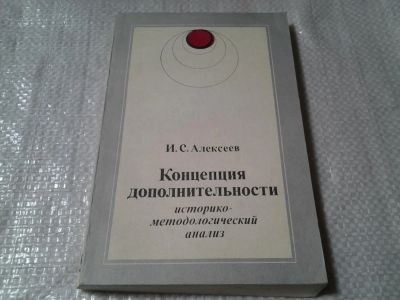 И. С. Алексеев
Концепция
дополнительности
историко-
методологический
анализ